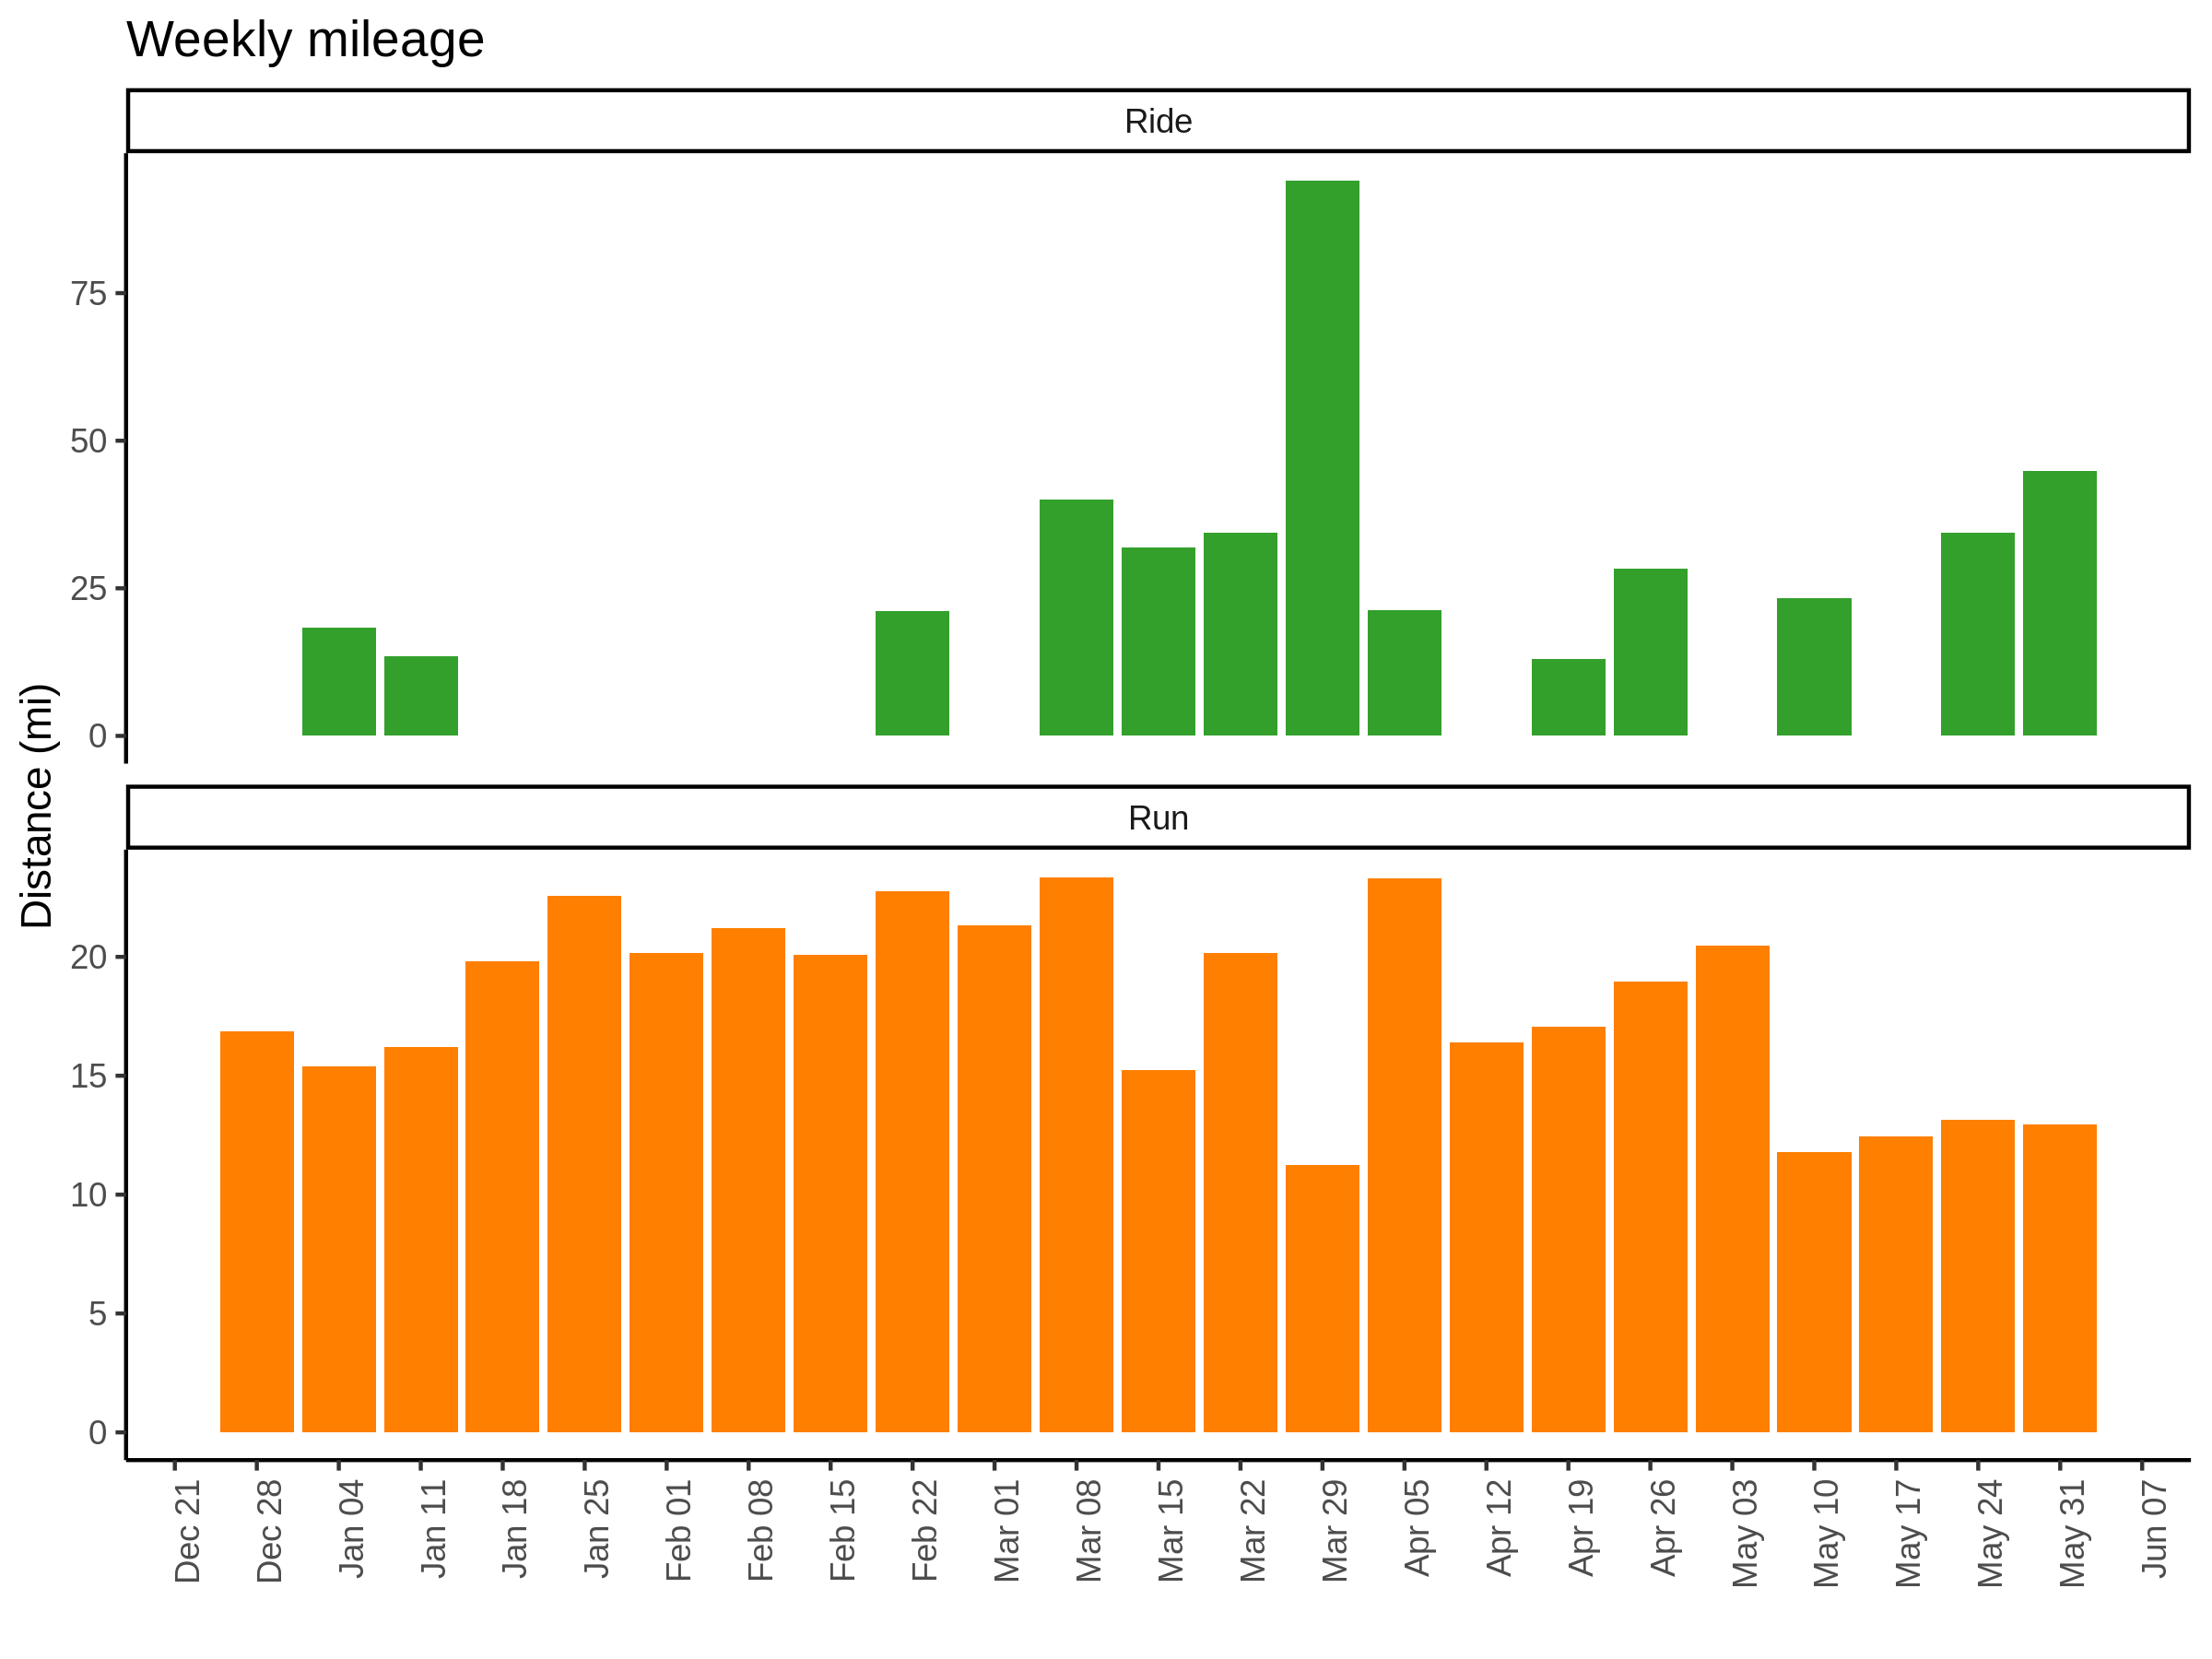 Weekly mileage
Ride
75
50
25
0
Distance (mi)
Run
20
15
10
5
0
Dec 21
Dec 28
Jan 04
Jan 11
Jan 18
Jan 25
Feb 01
Feb 08
Feb 15
Feb 22
Mar 01
Mar 08
Mar 15
Mar 22
Mar 29
Apr 05
Apr 12
Apr 19
Apr 26
May 03
May 10
May 17
May 24
May 31
Jun 07